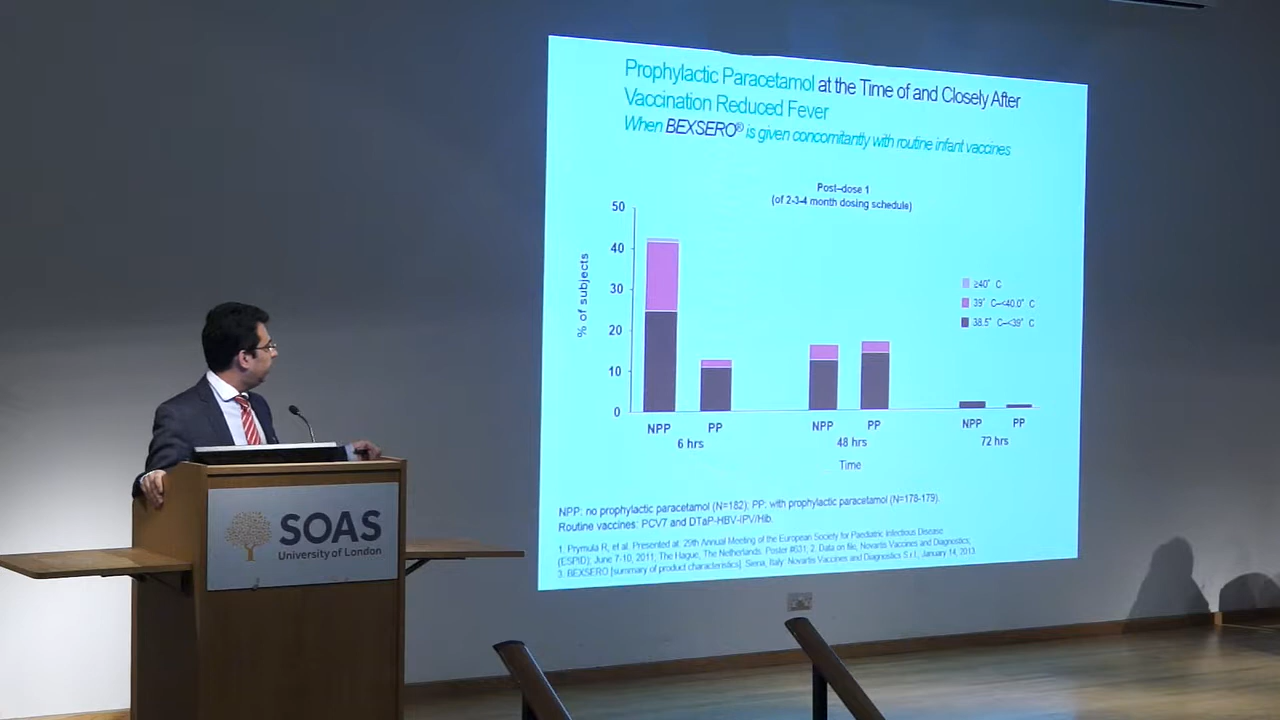 Prophylactic Paracetamol at the Time of and Closely After
Vaccination Reduced Fever
When BEXSERO® is given concomitantly with routine infant vaccines
Post–dose 1
(of 2-3-4 month dosing schedule)
50
40
30
20
10
0
% of subjects
≥40° C
39° C–<40.0° C
38.5° C–<39° C
NPP PP NPP PP NPP PP
6 hrs 48 hrs 72 hrs
Time
NPP: no prophylactic paracetamol (N=182); PP: with prophylactic paracetamol (N=178-179).
Routine vaccines: PCV7 and DTaP-HBV-IPV/Hib.
1. Prymula R, et al. Presented at: 29th Annual Meeting of the European Society for Paediatric Infectious Disease
(ESPID); June 7-10, 2011; The Hague, The Netherlands. Poster #631; 2. Data on file, Novartis Vaccines and Diagnostics;
3. BEXSERO [summary of product characteristics]. Siena, Italy: Novartis Vaccines and Diagnostics S.r.l.; January 14, 2013.
SOAS
University of London